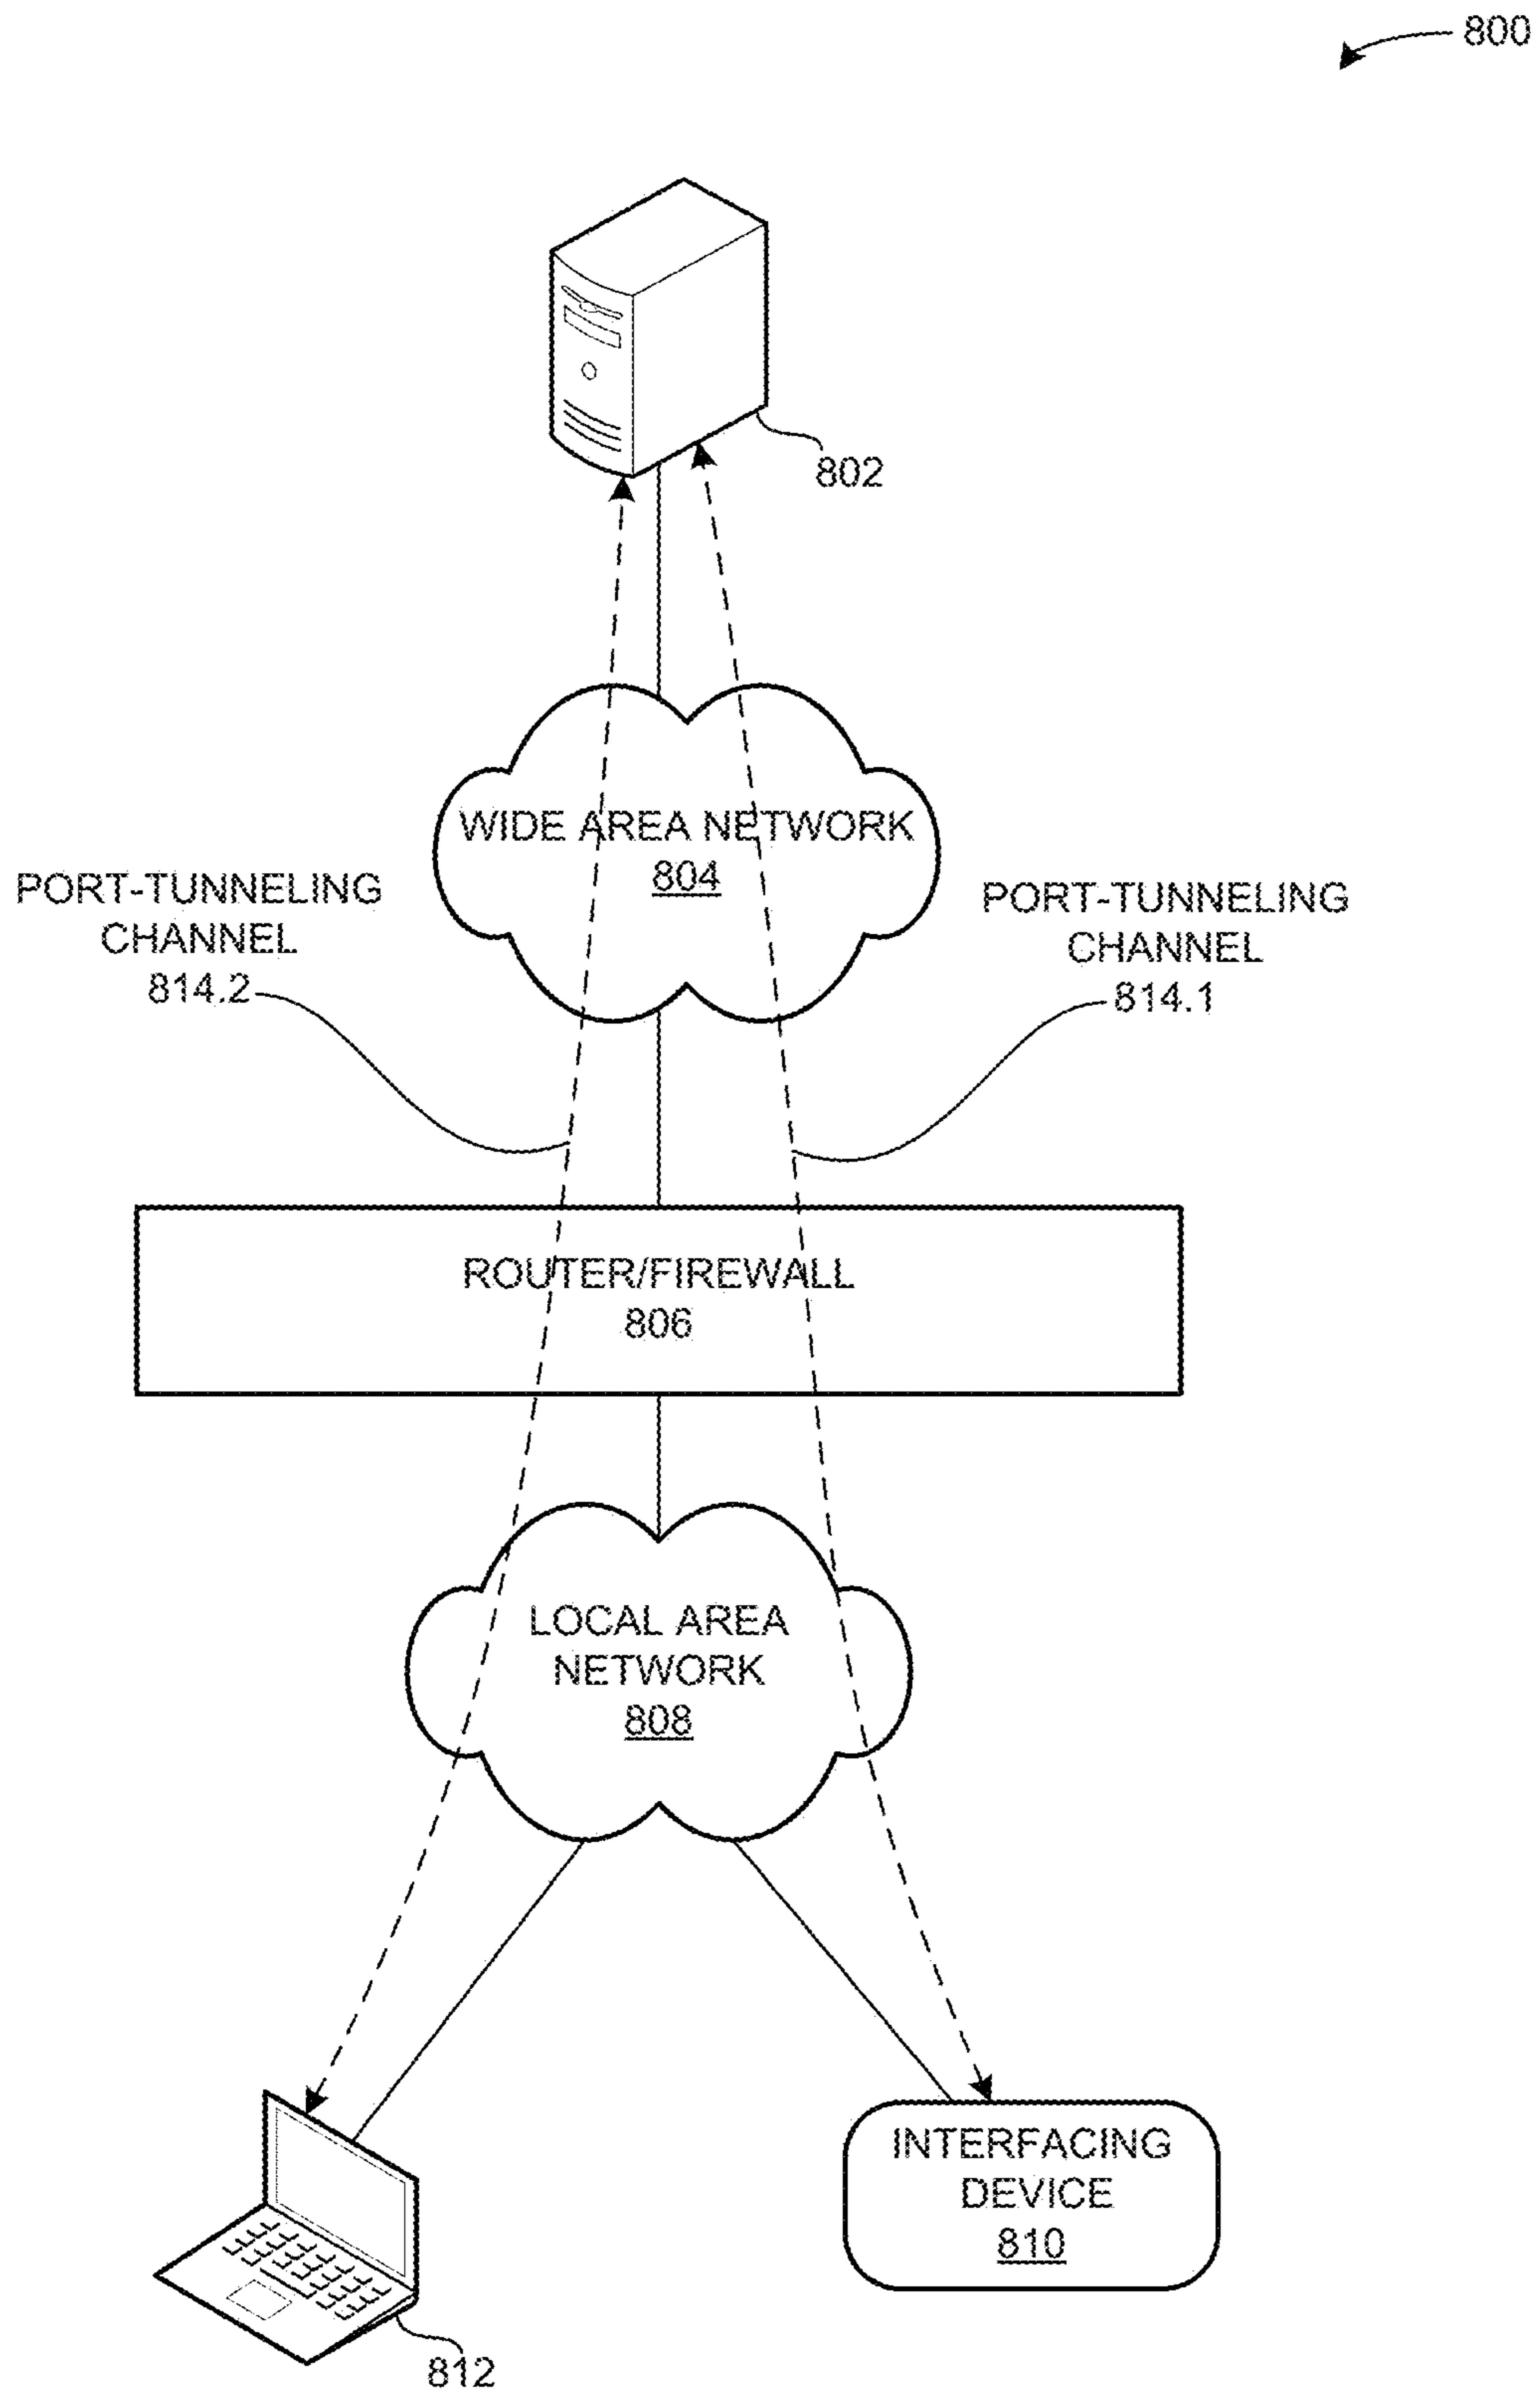 800
802
WIDE AREA NETWORK
804
PORT-TUNNELING
CHANNEL
814.2
PORT-TUNNELING
CHANNEL
814.1
ROUTER/FIREWALL
806
LOCAL AREA
NETWORK
808
INTERFACING
DEVICE
810
812